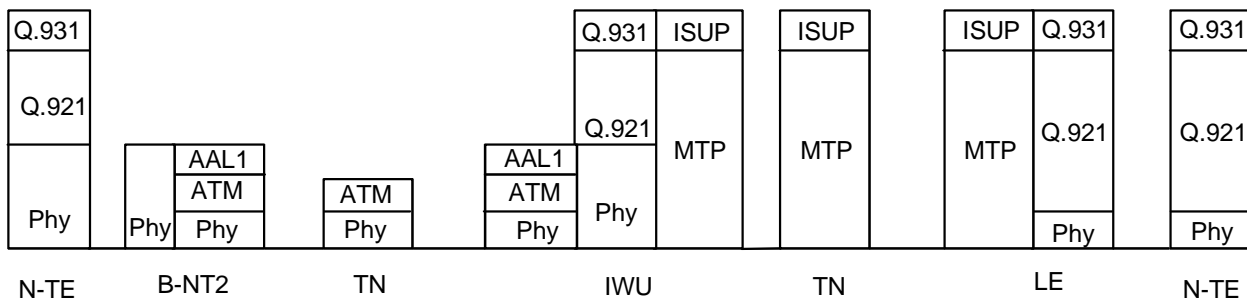 Q.931
Q.931 ISUP
ISUP
ISUP Q.931
Q.931
Q.921
Q.921
MTP
MTP
MTP
Q.921
Q.921
AAL1
ATM
Phy
Phy
Phy
ATM
Phy
AAL1
ATM
Phy
Phy
Phy
Phy
N-TE
B-NT2
TN
IWU
TN
LE
N-TE